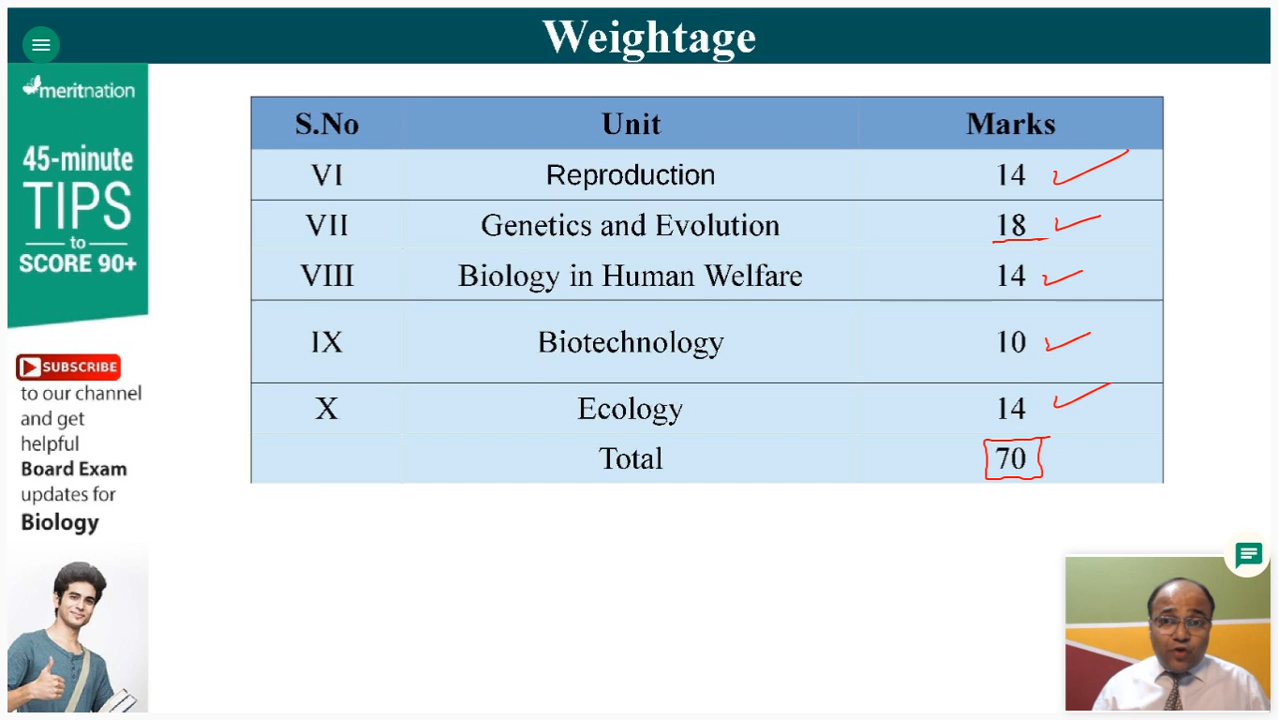 Weightage
meritnation
45-minute
TIPS
to
SCORE 90+
SUBSCRIBE
to our channel
and get
helpful
Board Exam
updates for
Biology
S.No Unit Marks
VI Reproduction 14
VII Genetics and Evolution 18
VIII Biology in Human Welfare 14
IX Biotechnology 10
X Ecology 14
Total 70